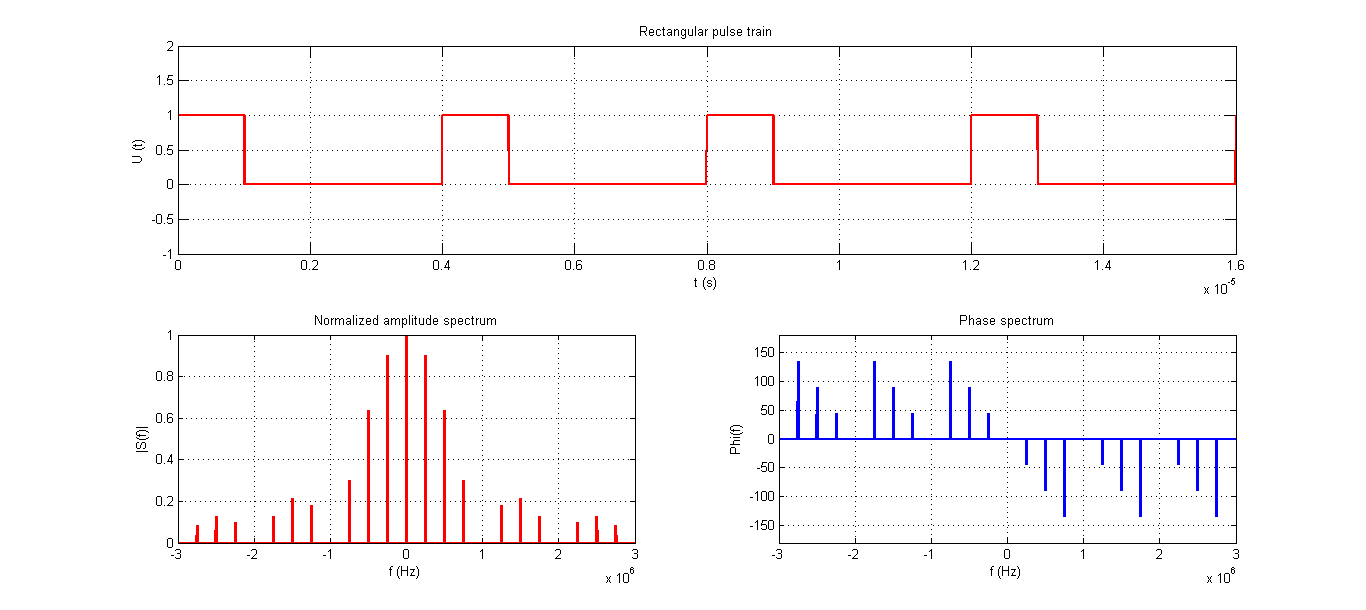 Rectangular pulse train
2
1.5
1
0.5
0
-0.5
-1
U (t)
0 0.2 0.4 0.6 0.8 1 1.2 1.4 1.6
t (s)
x 10^-5
Normalized amplitude spectrum
1
0.8
0.6
0.4
0.2
0
|S(f)|
-3 -2 -1 0 1 2 3
f (Hz)
x 10^6
Phase spectrum
150
100
50
0
-50
-100
-150
Phi(f)
-3 -2 -1 0 1 2 3
f (Hz)
x 10^6